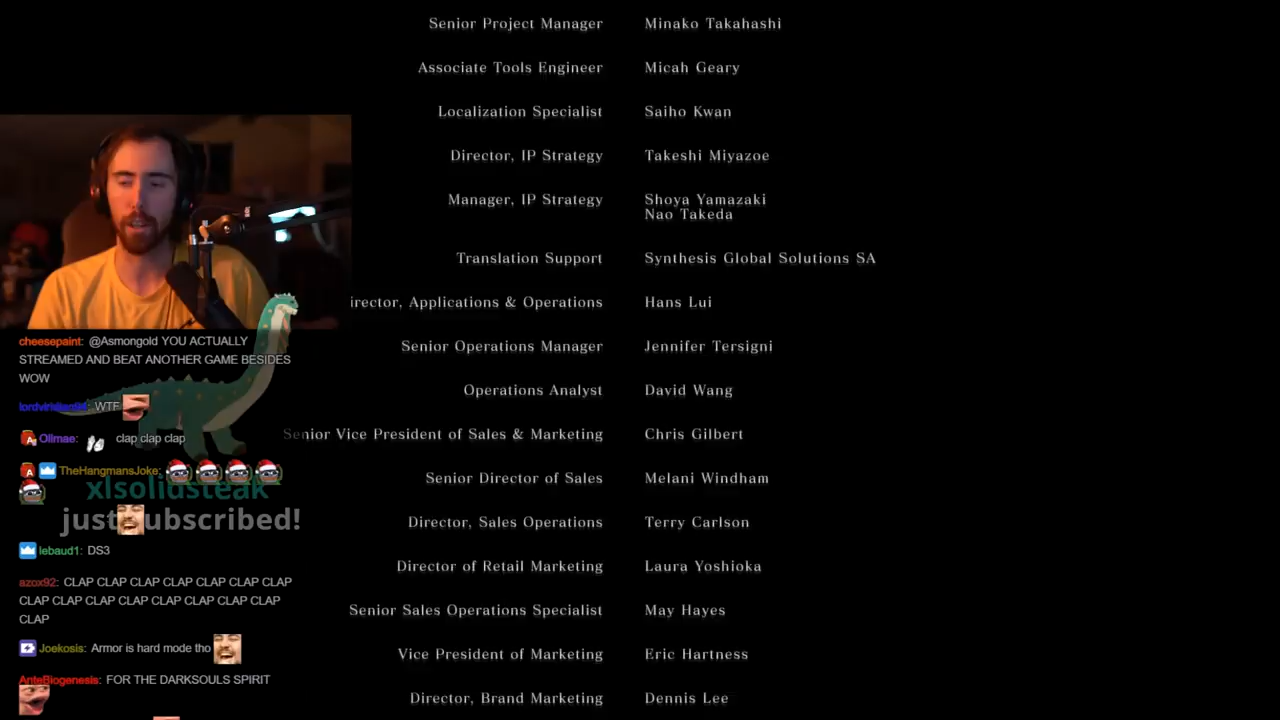 Senior Project Manager Minako Takahashi
Associate Tools Engineer Micah Geary
Localization Specialist Saiho Kwan
Director, IP Strategy Takeshi Miyazoe
Manager, IP Strategy Shoya Yamazaki
Nao Takeda
Translation Support Synthesis Global Solutions SA
irector, Applications & Operations Hans Lui
Senior Operations Manager Jennifer Tersigni
Operations Analyst David Wang
Senior Vice President of Sales & Marketing Chris Gilbert
Senior Director of Sales Melani Windham
Director, Sales Operations Terry Carlson
Director of Retail Marketing Laura Yoshioka
Senior Sales Operations Specialist May Hayes
Vice President of Marketing Eric Hartness
Director, Brand Marketing Dennis Lee
cheesepaint: @Asmongold YOU ACTUALLY
STREAMED AND BEAT ANOTHER GAME BESIDES
WOW
WTF
Ollmae: clap clap clap
TheHangmansJoke:
xlsolidsteak
just subscribed!
lebaud1: DS3
azox92: CLAP CLAP CLAP CLAP CLAP CLAP CLAP
CLAP CLAP CLAP CLAP CLAP CLAP CLAP CLAP
CLAP
Joekosis: Armor is hard mode tho
AnteBiogenesis: FOR THE DARKSOULS SPIRIT